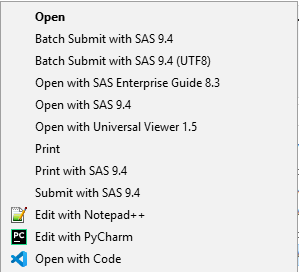 Open
Batch Submit with SAS 9.4
Batch Submit with SAS 9.4 (UTF8)
Open with SAS Enterprise Guide 8.3
Open with SAS 9.4
Open with Universal Viewer 1.5
Print
Print with SAS 9.4
Submit with SAS 9.4
Edit with Notepad++
PC Edit with PyCharm
Open with Code